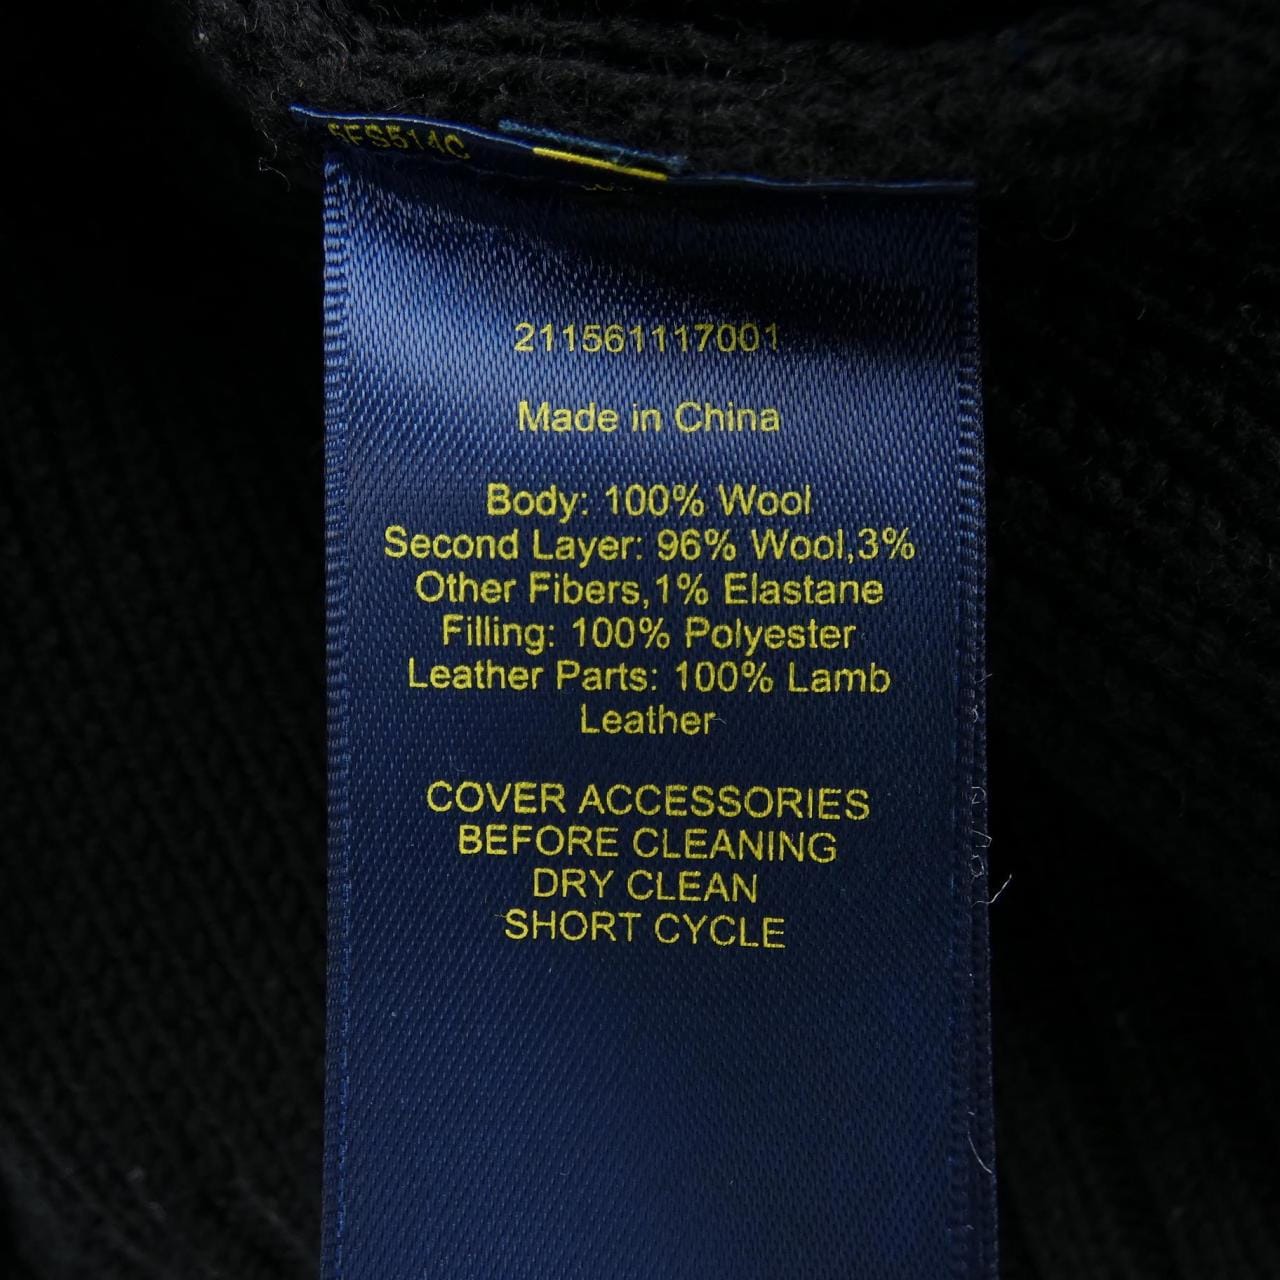 5FS514C
211561117001
Made in China
Body: 100% Wool
Second Layer: 96% Wool,3%
Other Fibers,1% Elastane
Filling: 100% Polyester
Leather Parts: 100% Lamb
Leather
COVER ACCESSORIES
BEFORE CLEANING
DRY CLEAN
SHORT CYCLE